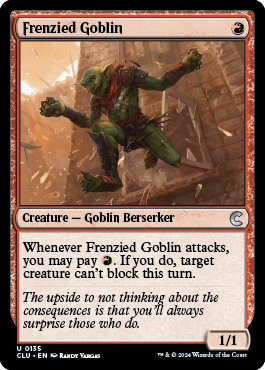 Frenzied Goblin
Creature — Goblin Berserker
Whenever Frenzied Goblin attacks,
you may pay . If you do, target
creature can't block this turn.
The upside to not thinking about the
consequences is that you'll always
surprise those who do.
1/1
U 0135
CLU • EN Randy Vargas
™ & © 2024 Wizards of the Coast